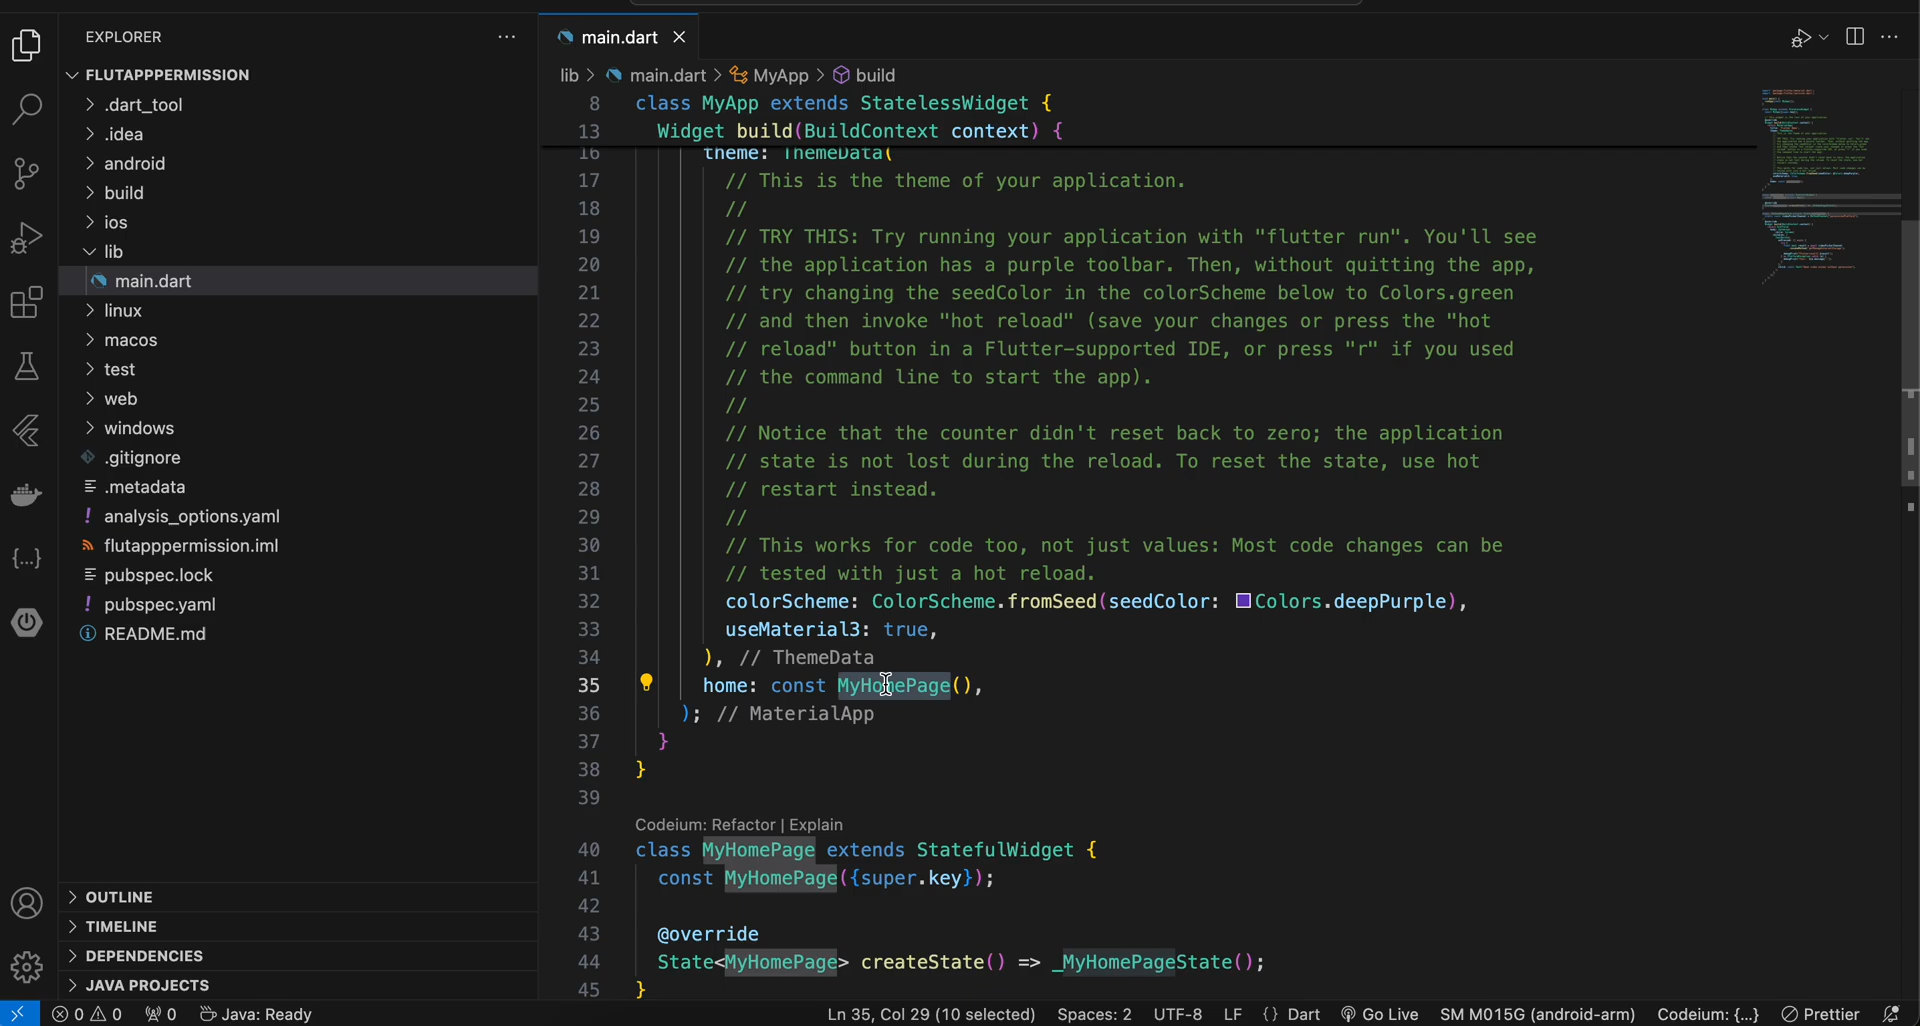 EXPLORER
FLUTAPPPERMISSION
.dart_tool
.idea
android
build
ios
lib
main.dart
linux
macos
test
web
windows
.gitignore
.metadata
analysis_options.yaml
flutapppermission.iml
pubspec.lock
pubspec.yaml
README.md
OUTLINE
TIMELINE
DEPENDENCIES
JAVA PROJECTS
main.dart
lib > main.dart > MyApp > build
8 class MyApp extends StatelessWidget {
13 Widget build(BuildContext context) {
16 theme: ThemeData(
17 // This is the theme of your application.
18 //
19 // TRY THIS: Try running your application with "flutter run". You'll see
20 // the application has a purple toolbar. Then, without quitting the app,
21 // try changing the seedColor in the colorScheme below to Colors.green
22 // and then invoke "hot reload" (save your changes or press the "hot
23 // reload" button in a Flutter-supported IDE, or press "r" if you used
24 // the command line to start the app).
25 //
26 // Notice that the counter didn't reset back to zero; the application
27 // state is not lost during the reload. To reset the state, use hot
28 // restart instead.
29 //
30 // This works for code too, not just values: Most code changes can be
31 // tested with just a hot reload.
32 colorScheme: ColorScheme.fromSeed(seedColor: Colors.deepPurple),
33 useMaterial3: true,
34 ), // ThemeData
35 home: const MyHomePage(),
36 ); // MaterialApp
37 }
38 }
39
Codeium: Refactor | Explain
40 class MyHomePage extends StatefulWidget {
41 const MyHomePage({super.key});
42
43 @override
44 State<MyHomePage> createState() => _MyHomePageState();
45 }
0 0 0 Java: Ready Ln 35, Col 29 (10 selected) Spaces: 2 UTF-8 LF {} Dart Go Live SM M015G (android-arm) Codeium: {...} Prettier